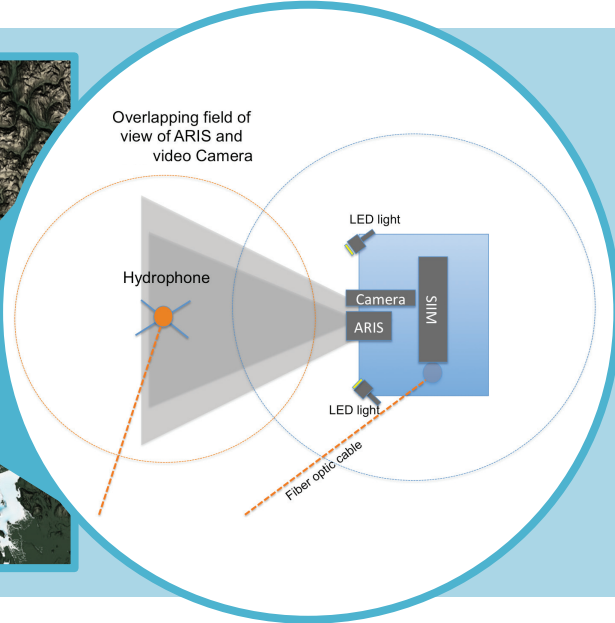 Overlapping field of
view of ARIS and
video Camera
LED light
Hydrophone
Camera
SIIM
ARIS
LED light
Fiber optic cable